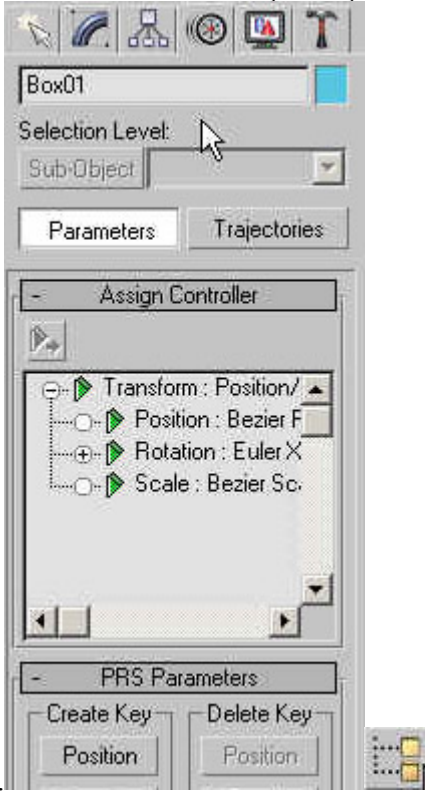 Box01
Selection Level:
Sub-Object
Parameters Trajectories
- Assign Controller
Transform : Position/
Position : Bezier P
Rotation : Euler X
Scale : Bezier Sc
- PRS Parameters
Create Key Delete Key
Position Position